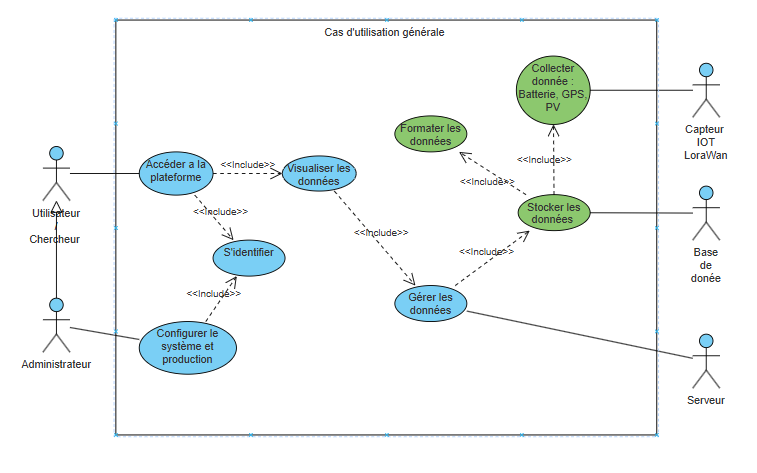 Cas d'utilisation générale
Collecter
donnée :
Batterie, GPS,
PV
Capteur
IOT
LoraWan
Formater les
données
<<Include>>
<<Include>>
Accéder a la
plateforme
<<Include>>
Visualiser les
données
Utilisateur
/
Chercheur
<<Include>>
Stocker les
données
Base
de
donée
<<Include>>
S'identifier
<<Include>>
<<Include>>
Gérer les
données
Configurer le
système et
production
Administrateur
Serveur